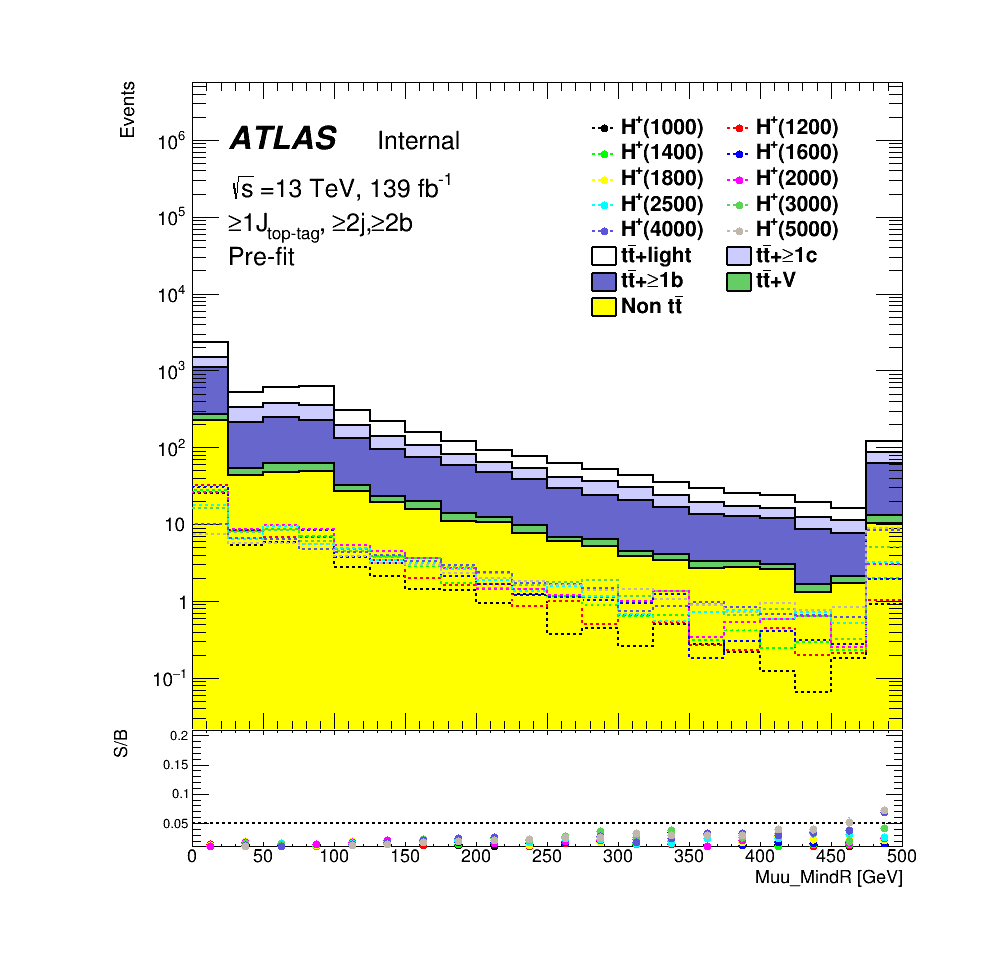 Events
10⁶
10⁵
10⁴
10³
10²
10
1
10⁻¹
ATLAS Internal
√s =13 TeV, 139 fb⁻¹
≥1J_top-tag, ≥2j,≥2b
Pre-fit
H⁺(1000) H⁺(1200)
H⁺(1400) H⁺(1600)
H⁺(1800) H⁺(2000)
H⁺(2500) H⁺(3000)
H⁺(4000) H⁺(5000)
tt̄+light tt̄+≥1c
tt̄+≥1b tt̄+V
Non tt̄
S/B
0.2
0.15
0.1
0.05
0 50 100 150 200 250 300 350 400 450 500
Muu_MindR [GeV]